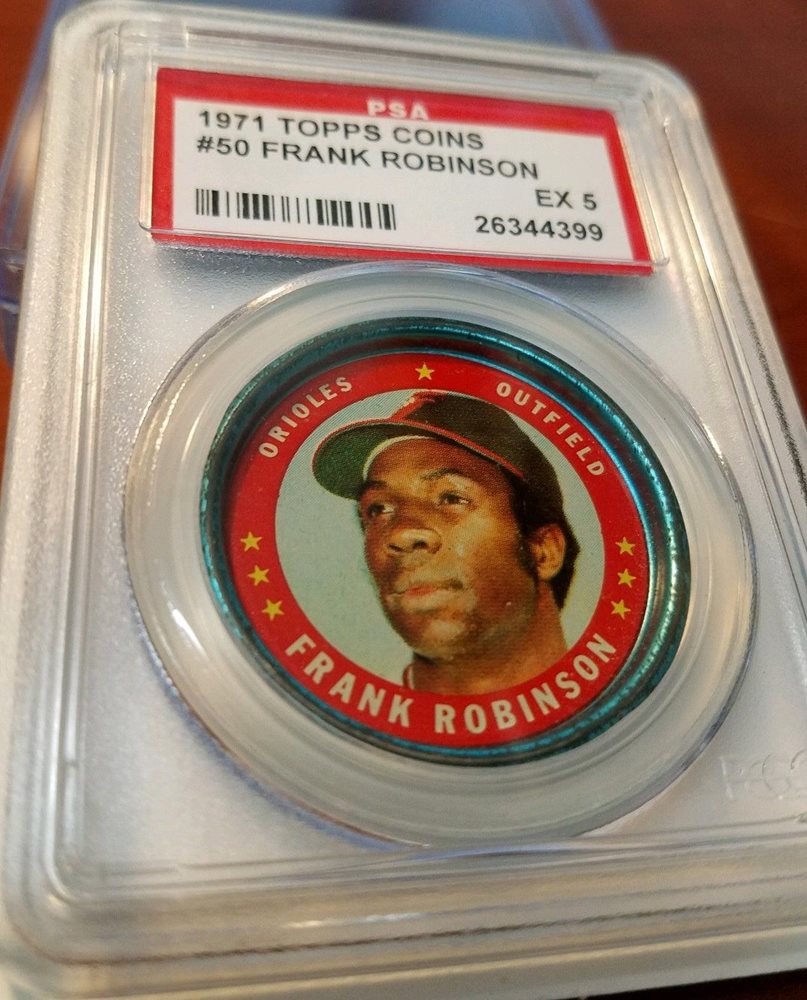 PSA
1971 TOPPS COINS
#50 FRANK ROBINSON
EX 5
26344399
ORIOLES
OUTFIELD
FRANK ROBINSON